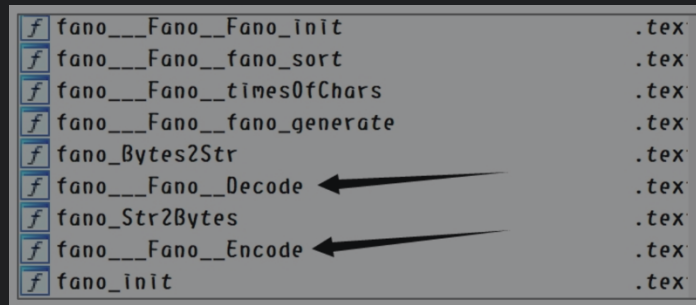 f fano___Fano__Fano_init .tex
f fano___Fano__fano_sort .tex
f fano___Fano__timesOfChars .tex
f fano___Fano__fano_generate .tex
f fano_Bytes2Str .tex
f fano___Fano__Decode .tex
f fano_Str2Bytes .tex
f fano___Fano__Encode .tex
f fano_init .tex